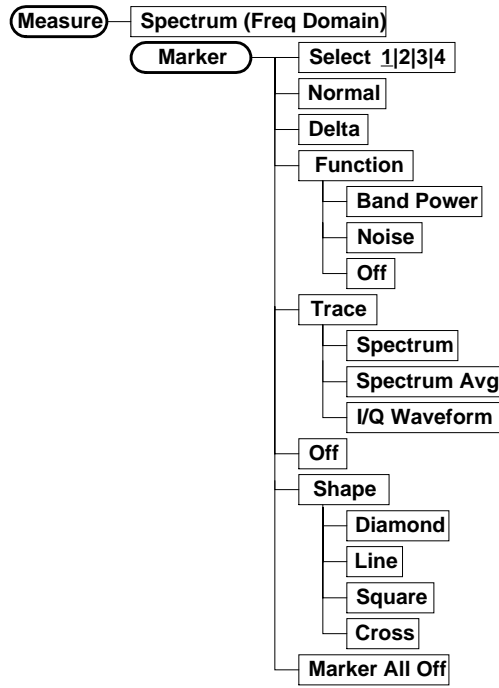 Measure
Spectrum (Freq Domain)
Marker
Select 1|2|3|4
Normal
Delta
Function
Band Power
Noise
Off
Trace
Spectrum
Spectrum Avg
I/Q Waveform
Off
Shape
Diamond
Line
Square
Cross
Marker All Off